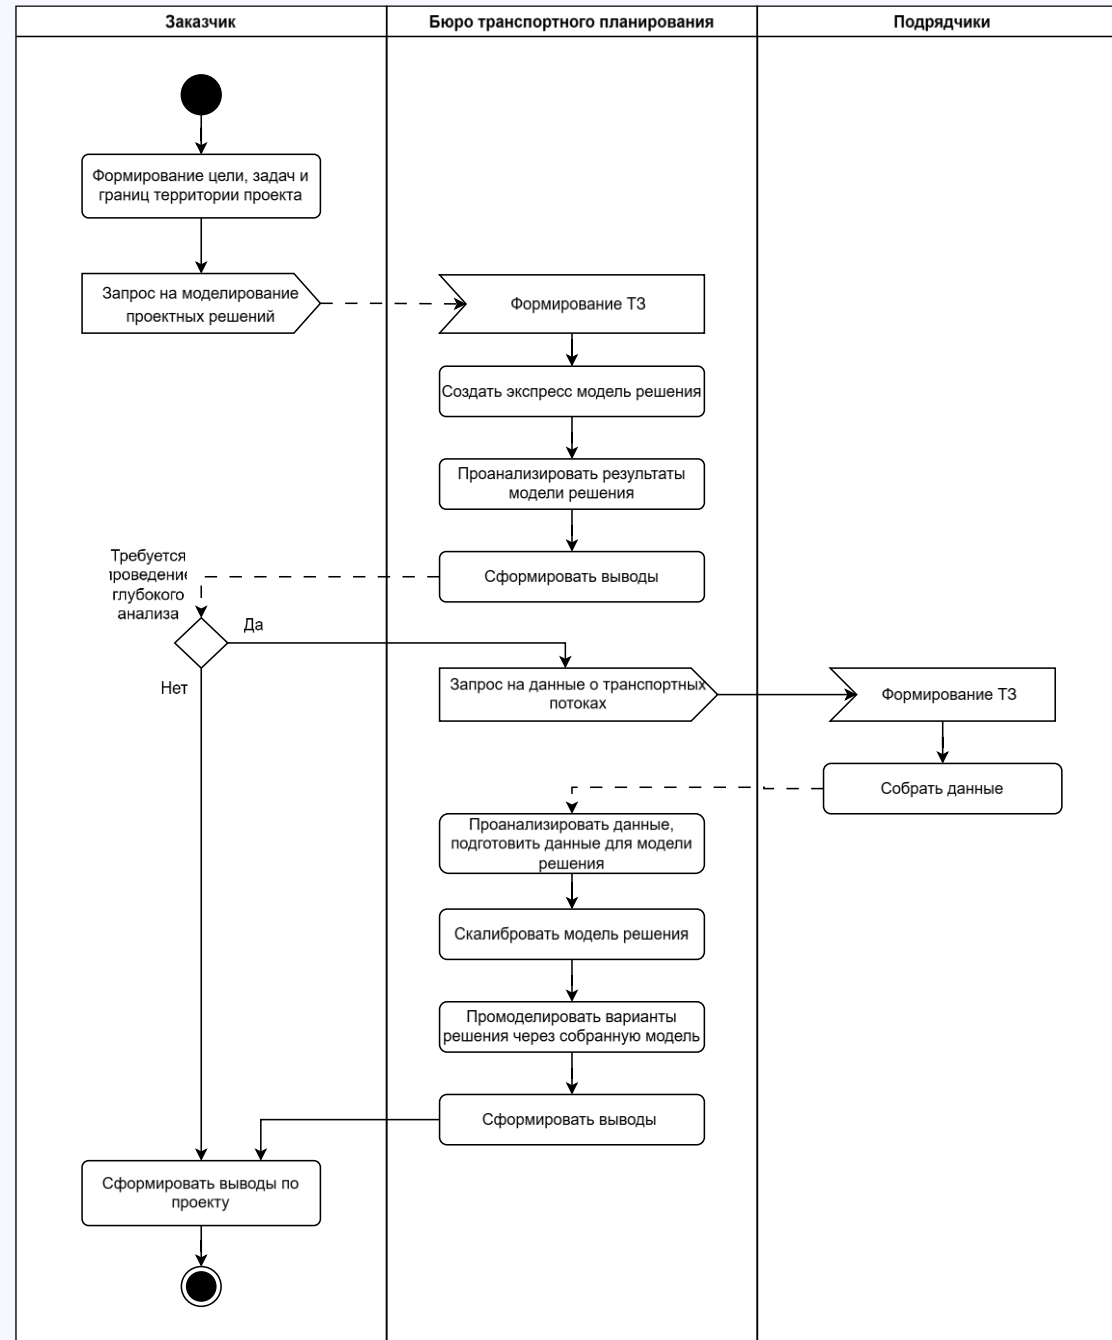 Заказчик
Бюро транспортного планирования
Подрядчики
Формирование цели, задач и
границ территории проекта
Запрос на моделирование
проектных решений
Формирование ТЗ
Создать экспресс модель решения
Проанализировать результаты
модели решения
Сформировать выводы
Требуется
проведение
глубокого
анализа
Да
Нет
Запрос на данные о транспортных
потоках
Формирование ТЗ
Собрать данные
Проанализировать данные,
подготовить данные для модели
решения
Скалибровать модель решения
Промоделировать варианты
решения через собранную модель
Сформировать выводы
Сформировать выводы по
проекту